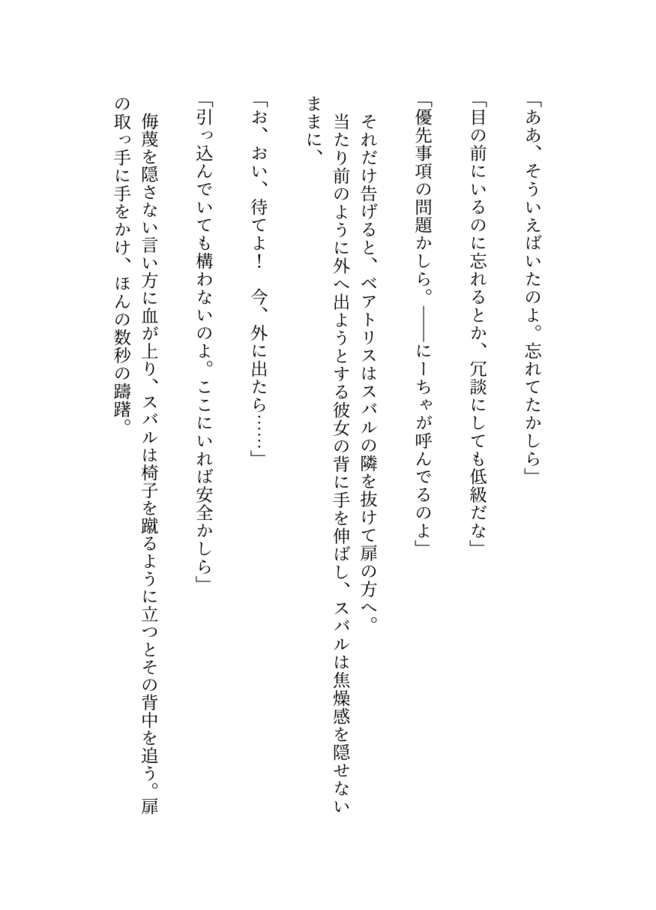 「ああ、そういえばいたのよ。忘れてたかしら」
「目の前にいるのに忘れるとか、冗談にしても低級だな」
「優先事項の問題かしら。――にーちゃが呼んでるのよ」
それだけ告げると、ベアトリスはスバルの隣を抜けて扉の方へ。
当たり前のように外へ出ようとする彼女の背に手を伸ばし、スバルは焦燥感を隠せない
ままに、
「お、おい、待てよ！　今、外に出たら……」
「引っ込んでいても構わないのよ。ここにいれば安全かしら」
侮蔑を隠さない言い方に血が上り、スバルは椅子を蹴るように立つとその背中を追う。扉
の取っ手に手をかけ、ほんの数秒の躊躇。